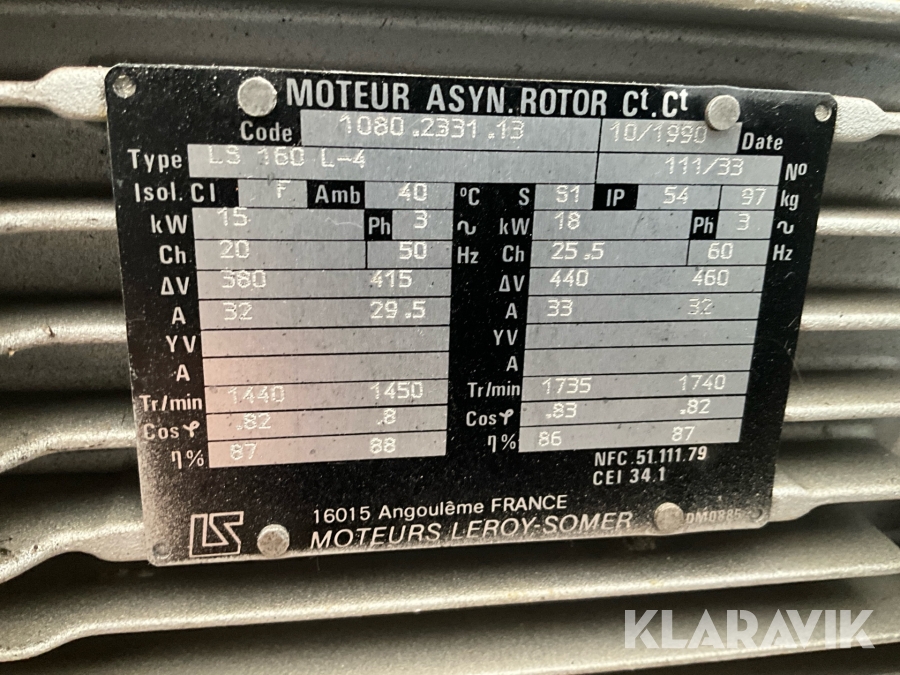 MOTEUR ASYN. ROTOR Cᵗ. Cᵗ
Code 1080.2331.13 10/1990 Date
Type LS 160 L-4 111/33 Nº
Isol. Cl F Amb 40 °C S S1 IP 54 97 kg
kW 15 Ph 3 ∿ kW 18 Ph 3 ∿
Ch 20 50 Hz Ch 25.5 60 Hz
ΔV 380 415 ΔV 440 460
A 32 29.5 A 33 32
YV YV
A A
Tr/min 1440 1450 Tr/min 1735 1740
Cos φ .82 .8 Cos φ .83 .82
η% 87 88 η% 86 87
NFC.51.111.79
CEI 34.1
16015 Angoulême FRANCE
LS MOTEURS LEROY-SOMER DM0885
KLARAVIK